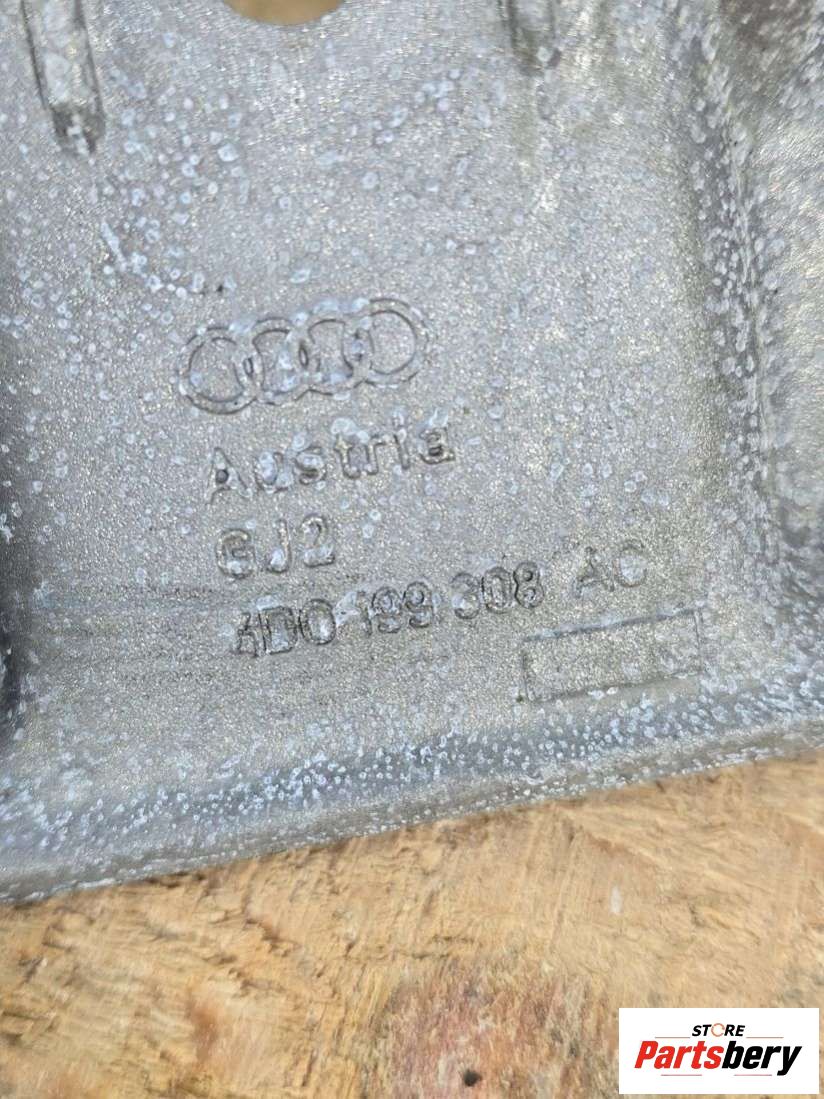 Austria
GJ2
4D0 199 308 AC
STORE
Partsbery